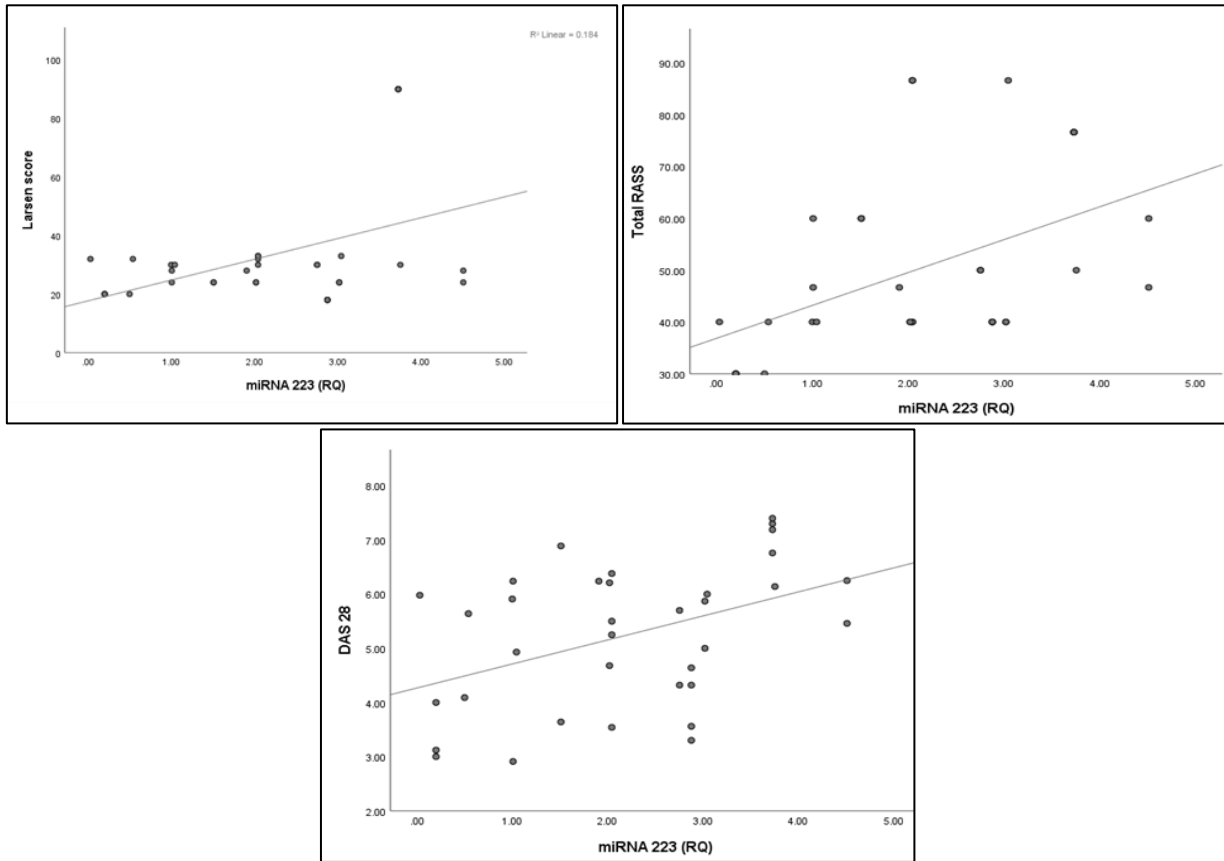 R² Linear = 0.184
100
80
60
40
20
0
Larsen score
.00 1.00 2.00 3.00 4.00 5.00
miRNA 223 (RQ)
90.00
80.00
70.00
60.00
50.00
40.00
30.00
Total RASS
.00 1.00 2.00 3.00 4.00 5.00
miRNA 223 (RQ)
8.00
7.00
6.00
5.00
4.00
3.00
2.00
DAS 28
.00 1.00 2.00 3.00 4.00 5.00
miRNA 223 (RQ)